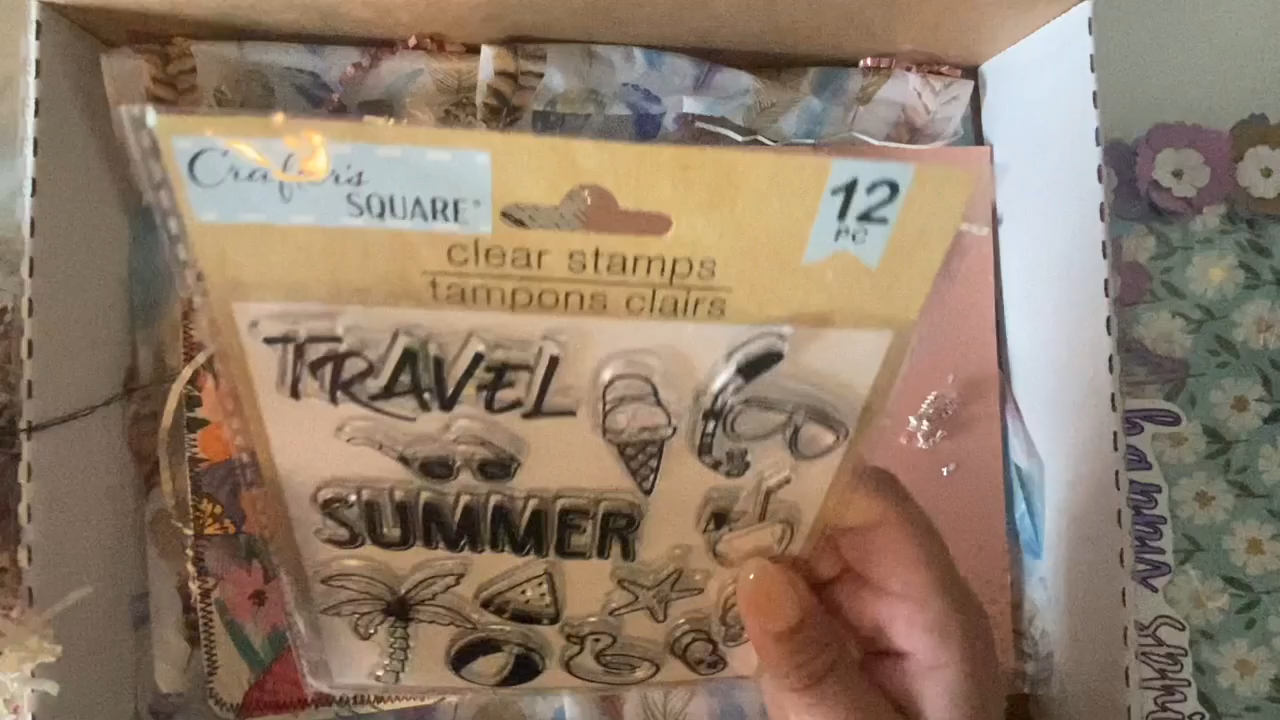 Crafter's
SQUARE
12
PC
clear stamps
tampons clairs
TRAVEL
SUMMER